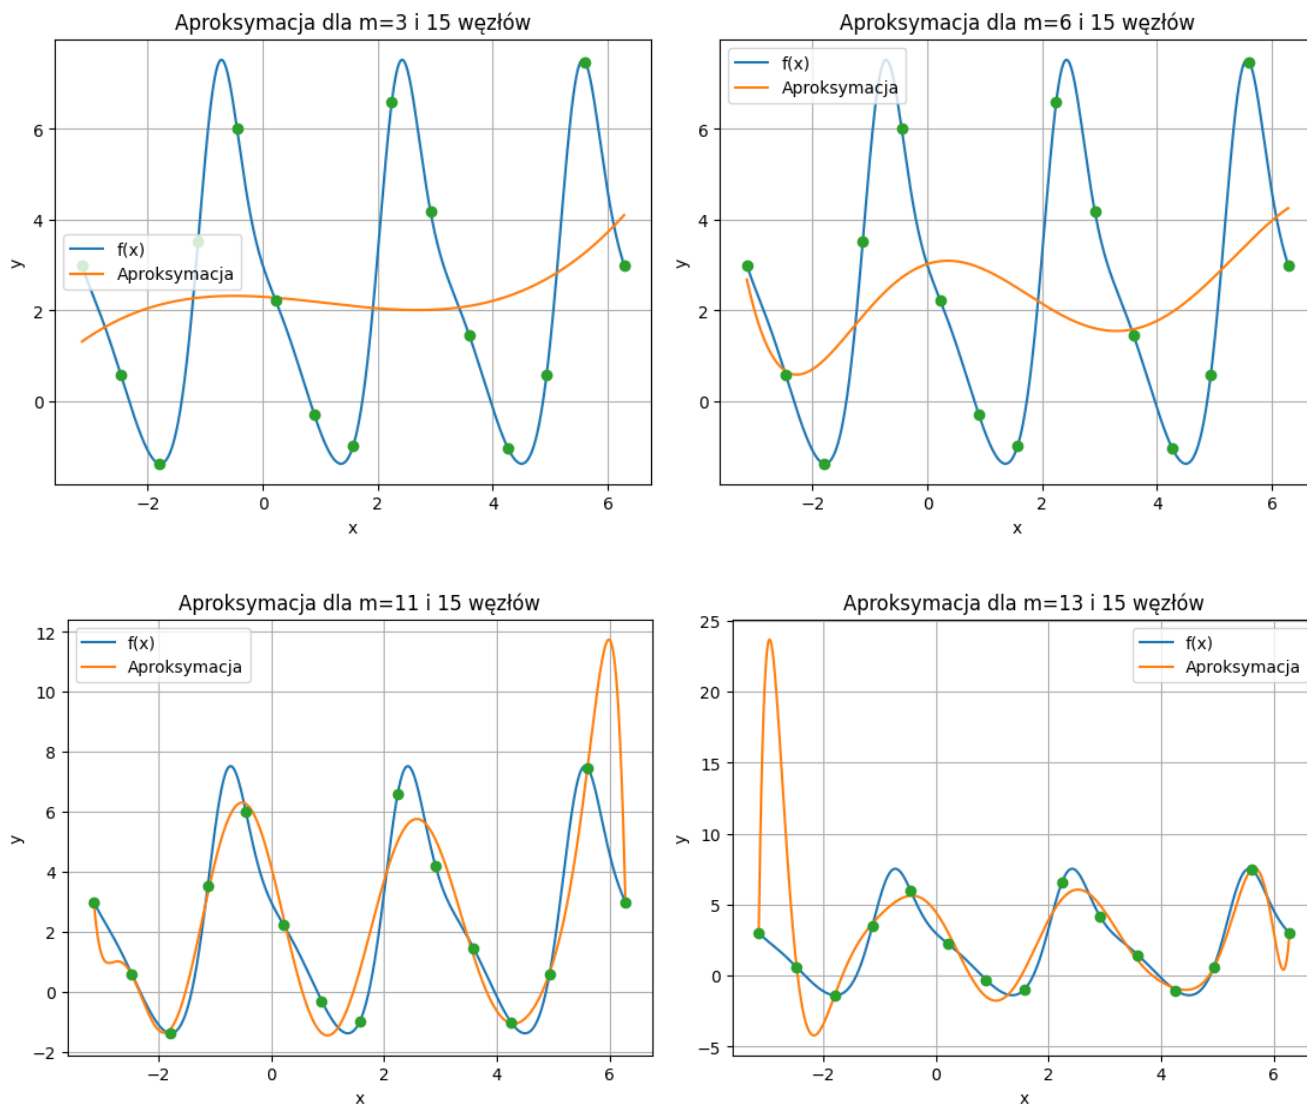 Aproksymacja dla m=3 i 15 węzłów
f(x)
Aproksymacja
y
6
4
2
0
−2 0 2 4 6
x
Aproksymacja dla m=6 i 15 węzłów
f(x)
Aproksymacja
y
6
4
2
0
−2 0 2 4 6
x
Aproksymacja dla m=11 i 15 węzłów
f(x)
Aproksymacja
y
12
10
8
6
4
2
0
−2
−2 0 2 4 6
x
Aproksymacja dla m=13 i 15 węzłów
f(x)
Aproksymacja
y
25
20
15
10
5
0
−5
−2 0 2 4 6
x